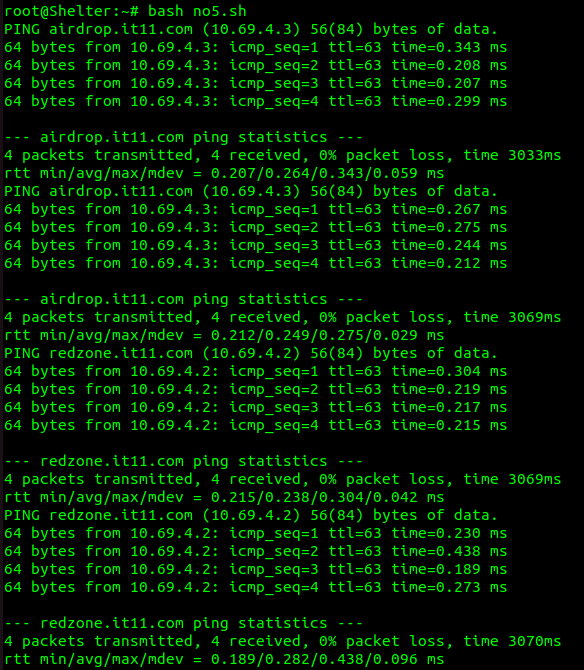 root@Shelter:~# bash no5.sh
PING airdrop.it11.com (10.69.4.3) 56(84) bytes of data.
64 bytes from 10.69.4.3: icmp_seq=1 ttl=63 time=0.343 ms
64 bytes from 10.69.4.3: icmp_seq=2 ttl=63 time=0.208 ms
64 bytes from 10.69.4.3: icmp_seq=3 ttl=63 time=0.207 ms
64 bytes from 10.69.4.3: icmp_seq=4 ttl=63 time=0.299 ms

--- airdrop.it11.com ping statistics ---
4 packets transmitted, 4 received, 0% packet loss, time 3033ms
rtt min/avg/max/mdev = 0.207/0.264/0.343/0.059 ms
PING airdrop.it11.com (10.69.4.3) 56(84) bytes of data.
64 bytes from 10.69.4.3: icmp_seq=1 ttl=63 time=0.267 ms
64 bytes from 10.69.4.3: icmp_seq=2 ttl=63 time=0.275 ms
64 bytes from 10.69.4.3: icmp_seq=3 ttl=63 time=0.244 ms
64 bytes from 10.69.4.3: icmp_seq=4 ttl=63 time=0.212 ms

--- airdrop.it11.com ping statistics ---
4 packets transmitted, 4 received, 0% packet loss, time 3069ms
rtt min/avg/max/mdev = 0.212/0.249/0.275/0.029 ms
PING redzone.it11.com (10.69.4.2) 56(84) bytes of data.
64 bytes from 10.69.4.2: icmp_seq=1 ttl=63 time=0.304 ms
64 bytes from 10.69.4.2: icmp_seq=2 ttl=63 time=0.219 ms
64 bytes from 10.69.4.2: icmp_seq=3 ttl=63 time=0.217 ms
64 bytes from 10.69.4.2: icmp_seq=4 ttl=63 time=0.215 ms

--- redzone.it11.com ping statistics ---
4 packets transmitted, 4 received, 0% packet loss, time 3069ms
rtt min/avg/max/mdev = 0.215/0.238/0.304/0.042 ms
PING redzone.it11.com (10.69.4.2) 56(84) bytes of data.
64 bytes from 10.69.4.2: icmp_seq=1 ttl=63 time=0.230 ms
64 bytes from 10.69.4.2: icmp_seq=2 ttl=63 time=0.438 ms
64 bytes from 10.69.4.2: icmp_seq=3 ttl=63 time=0.189 ms
64 bytes from 10.69.4.2: icmp_seq=4 ttl=63 time=0.273 ms

--- redzone.it11.com ping statistics ---
4 packets transmitted, 4 received, 0% packet loss, time 3070ms
rtt min/avg/max/mdev = 0.189/0.282/0.438/0.096 ms